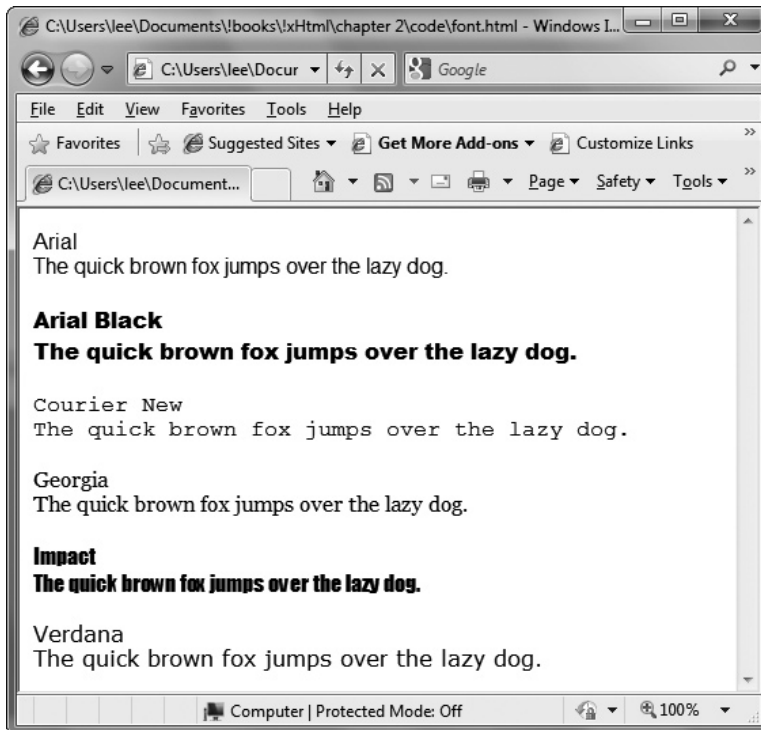 C:\Users\lee\Documents\!books\!xHtml\chapter 2\code\font.html - Windows I...
C:\Users\lee\Docur
Google
File Edit View Favorites Tools Help
Favorites Suggested Sites Get More Add-ons Customize Links
C:\Users\lee\Document... Page Safety Tools
Arial
The quick brown fox jumps over the lazy dog.
Arial Black
The quick brown fox jumps over the lazy dog.
Courier New
The quick brown fox jumps over the lazy dog.
Georgia
The quick brown fox jumps over the lazy dog.
Impact
The quick brown fox jumps over the lazy dog.
Verdana
The quick brown fox jumps over the lazy dog.
Computer | Protected Mode: Off 100%